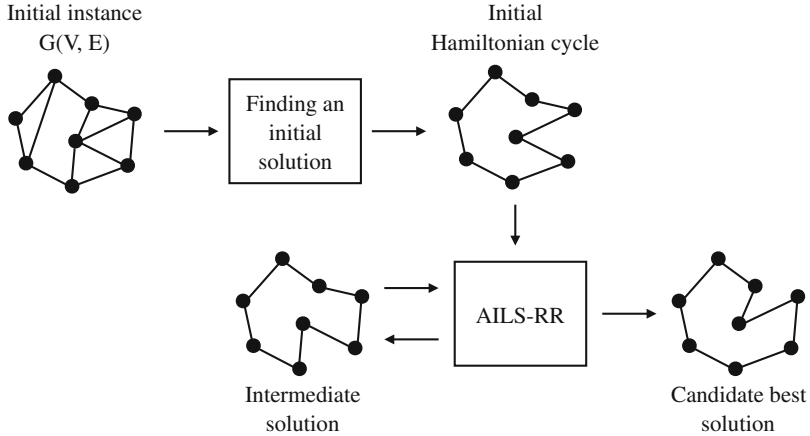 Initial instance
G(V, E)
Finding an
initial
solution
Initial
Hamiltonian cycle
AILS-RR
Intermediate
solution
Candidate best
solution